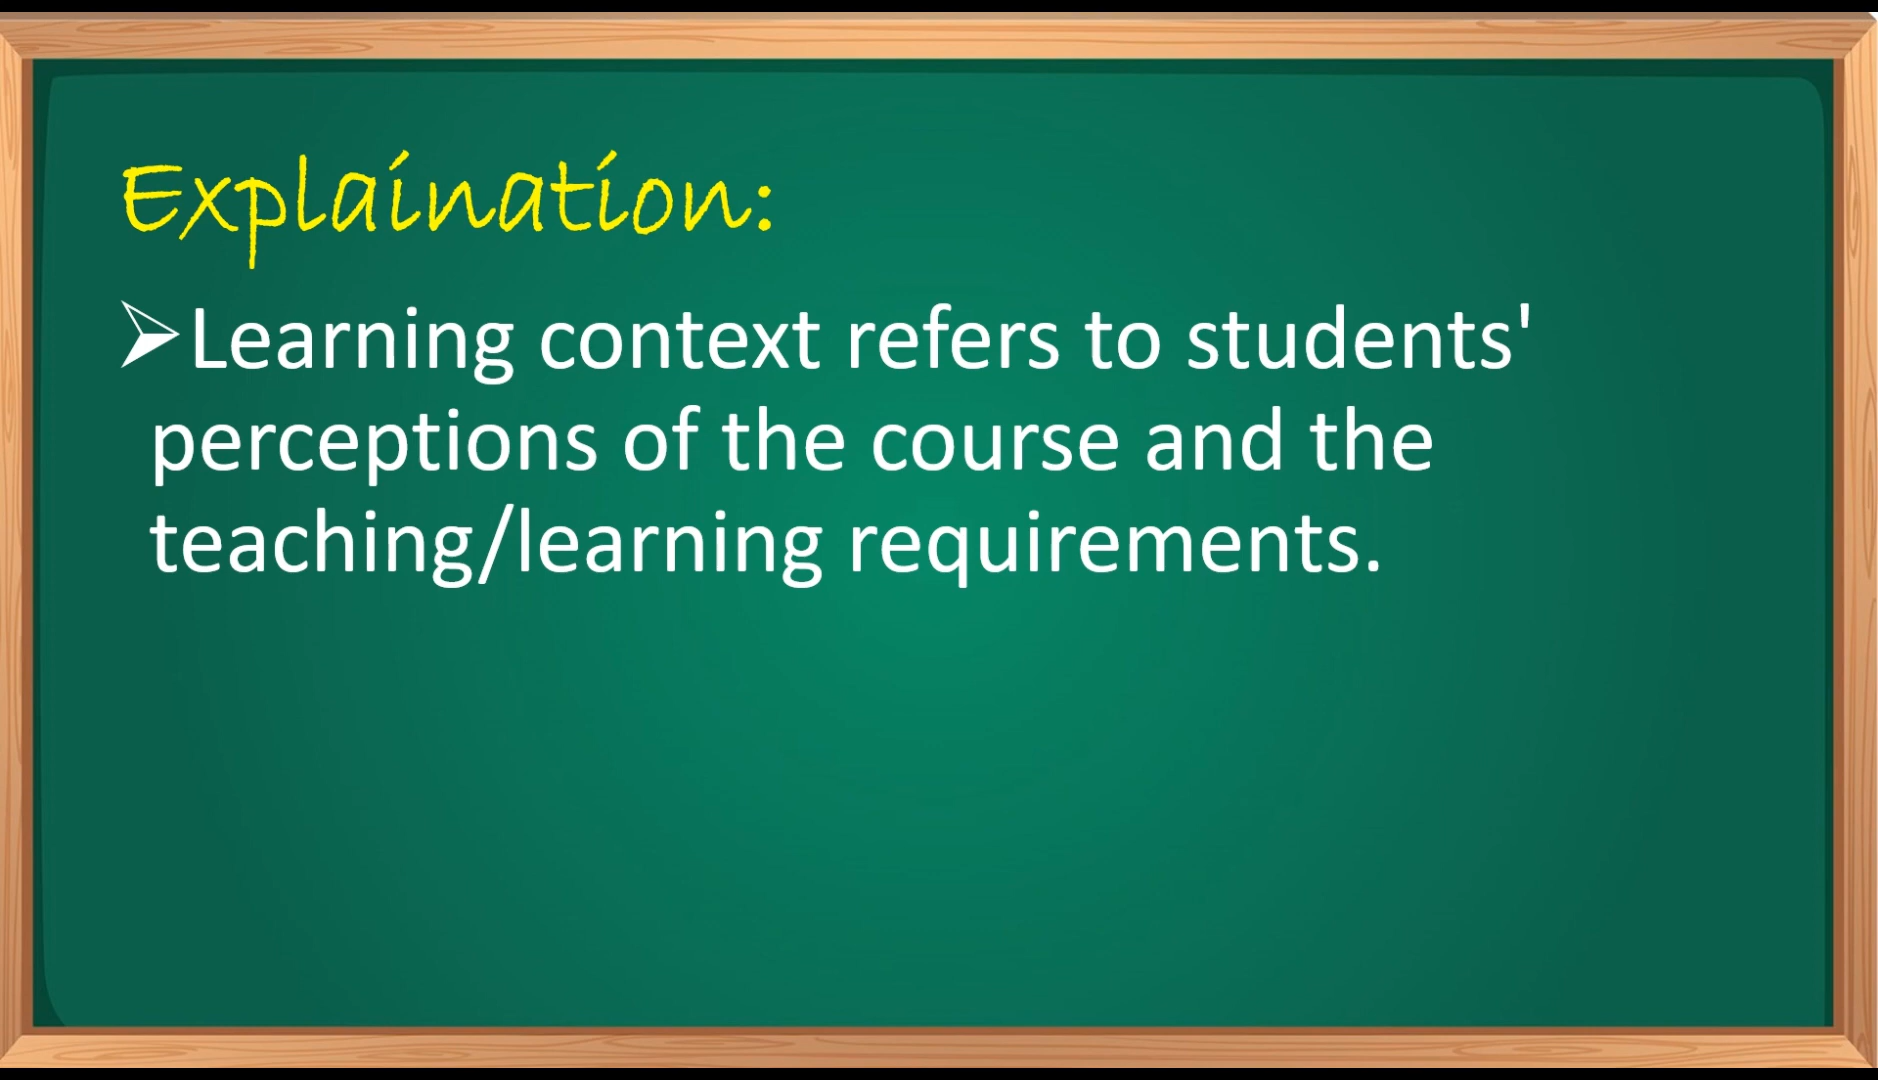 Explaination:
➢Learning context refers to students'
perceptions of the course and the
teaching/learning requirements.